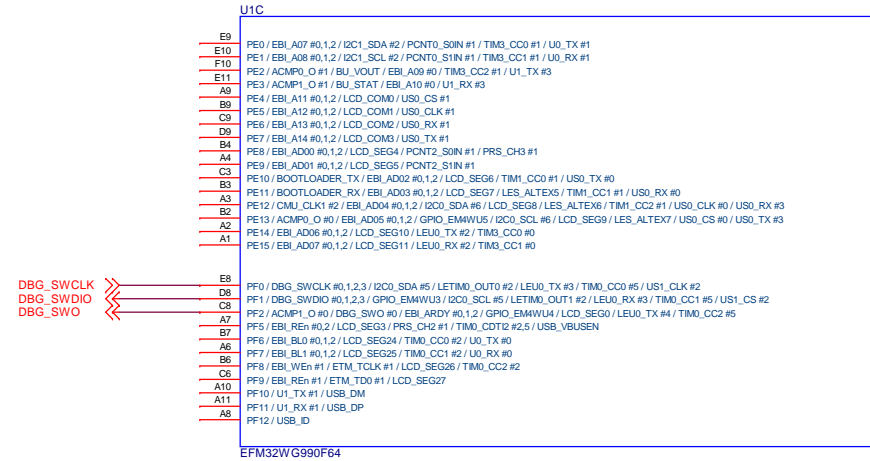 U1C
E9 PE0 / EBI_A07 #0,1,2 / I2C1_SDA #2 / PCNT0_S0IN #1 / TIM3_CC0 #1 / U0_TX #1
E10 PE1 / EBI_A08 #0,1,2 / I2C1_SCL #2 / PCNT0_S1IN #1 / TIM3_CC1 #1 / U0_RX #1
F10 PE2 / ACMP0_O #1 / BU_VOUT / EBI_A09 #0 / TIM3_CC2 #1 / U1_TX #3
E11 PE3 / ACMP1_O #1 / BU_STAT / EBI_A10 #0 / U1_RX #3
A9 PE4 / EBI_A11 #0,1,2 / LCD_COM0 / US0_CS #1
B9 PE5 / EBI_A12 #0,1,2 / LCD_COM1 / US0_CLK #1
C9 PE6 / EBI_A13 #0,1,2 / LCD_COM2 / US0_RX #1
D9 PE7 / EBI_A14 #0,1,2 / LCD_COM3 / US0_TX #1
B4 PE8 / EBI_AD00 #0,1,2 / LCD_SEG4 / PCNT2_S0IN #1 / PRS_CH3 #1
A4 PE9 / EBI_AD01 #0,1,2 / LCD_SEG5 / PCNT2_S1IN #1
C3 PE10 / BOOTLOADER_TX / EBI_AD02 #0,1,2 / LCD_SEG6 / TIM1_CC0 #1 / US0_TX #0
B3 PE11 / BOOTLOADER_RX / EBI_AD03 #0,1,2 / LCD_SEG7 / LES_ALTEX5 / TIM1_CC1 #1 / US0_RX #0
A3 PE12 / CMU_CLK1 #2 / EBI_AD04 #0,1,2 / I2C0_SDA #6 / LCD_SEG8 / LES_ALTEX6 / TIM1_CC2 #1 / US0_CLK #0 / US0_RX #3
B2 PE13 / ACMP0_O #0 / EBI_AD05 #0,1,2 / GPIO_EM4WU5 / I2C0_SCL #6 / LCD_SEG9 / LES_ALTEX7 / US0_CS #0 / US0_TX #3
A2 PE14 / EBI_AD06 #0,1,2 / LCD_SEG10 / LEU0_TX #2 / TIM3_CC0 #0
A1 PE15 / EBI_AD07 #0,1,2 / LCD_SEG11 / LEU0_RX #2 / TIM3_CC1 #0
DBG_SWCLK E8 PF0 / DBG_SWCLK #0,1,2,3 / I2C0_SDA #5 / LETIM0_OUT0 #2 / LEU0_TX #3 / TIM0_CC0 #5 / US1_CLK #2
DBG_SWDIO D8 PF1 / DBG_SWDIO #0,1,2,3 / GPIO_EM4WU3 / I2C0_SCL #5 / LETIM0_OUT1 #2 / LEU0_RX #3 / TIM0_CC1 #5 / US1_CS #2
DBG_SWO C8 PF2 / ACMP1_O #0 / DBG_SWO #0 / EBI_ARDY #0,1,2 / GPIO_EM4WU4 / LCD_SEG0 / LEU0_TX #4 / TIM0_CC2 #5
A7 PF5 / EBI_REn #0,2 / LCD_SEG3 / PRS_CH2 #1 / TIM0_CDTI2 #2,5 / USB_VBUSEN
B7 PF6 / EBI_BL0 #0,1,2 / LCD_SEG24 / TIM0_CC0 #2 / U0_TX #0
A6 PF7 / EBI_BL1 #0,1,2 / LCD_SEG25 / TIM0_CC1 #2 / U0_RX #0
B6 PF8 / EBI_WEn #1 / ETM_TCLK #1 / LCD_SEG26 / TIM0_CC2 #2
C6 PF9 / EBI_REn #1 / ETM_TD0 #1 / LCD_SEG27
A10 PF10 / U1_TX #1 / USB_DM
A11 PF11 / U1_RX #1 / USB_DP
A8 PF12 / USB_ID
EFM32WG990F64